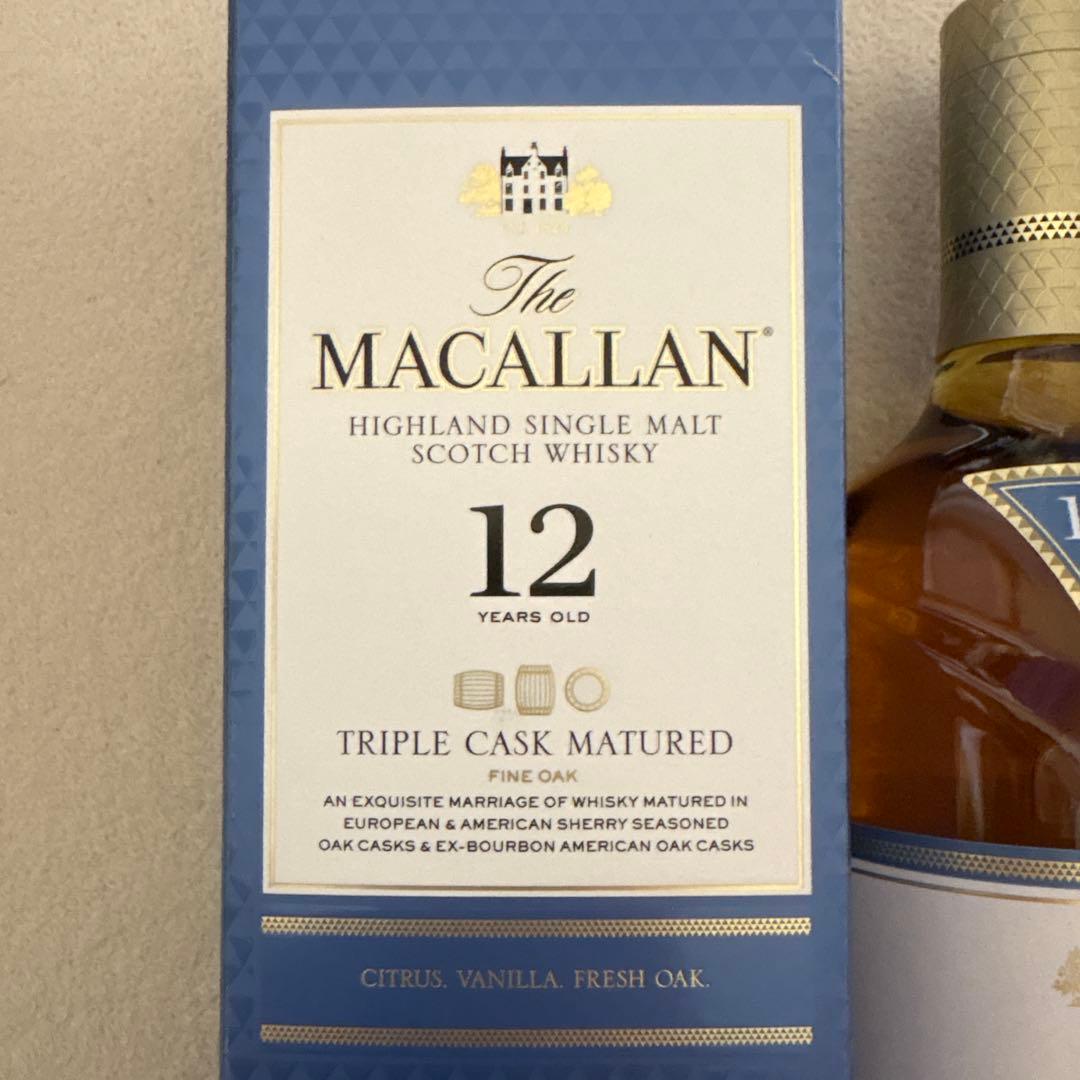 The
MACALLAN®
HIGHLAND SINGLE MALT
SCOTCH WHISKY
12
YEARS OLD
TRIPLE CASK MATURED
FINE OAK
AN EXQUISITE MARRIAGE OF WHISKY MATURED IN
EUROPEAN & AMERICAN SHERRY SEASONED
OAK CASKS & EX-BOURBON AMERICAN OAK CASKS
CITRUS. VANILLA. FRESH OAK.